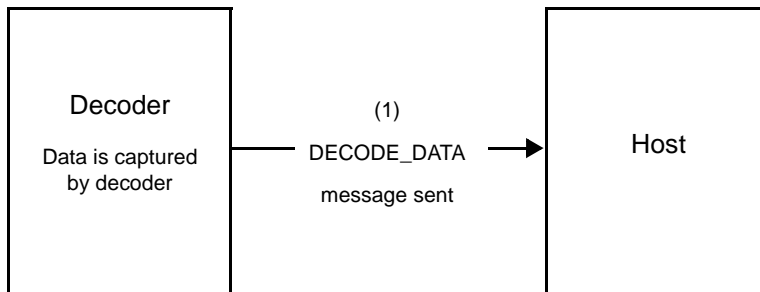 Decoder
Data is captured
by decoder
(1)
DECODE_DATA
message sent
Host